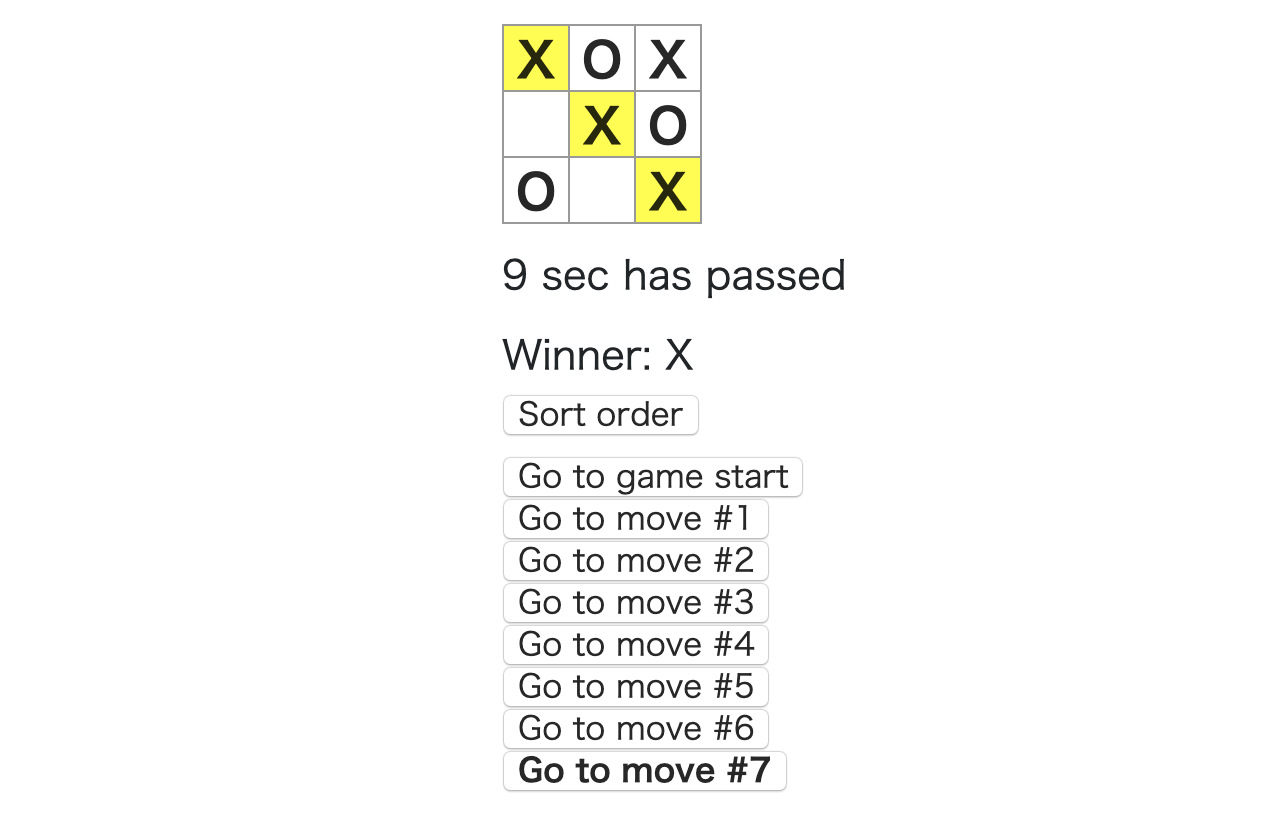 X O X
X O
O X
9 sec has passed
Winner: X
Sort order
Go to game start
Go to move #1
Go to move #2
Go to move #3
Go to move #4
Go to move #5
Go to move #6
Go to move #7